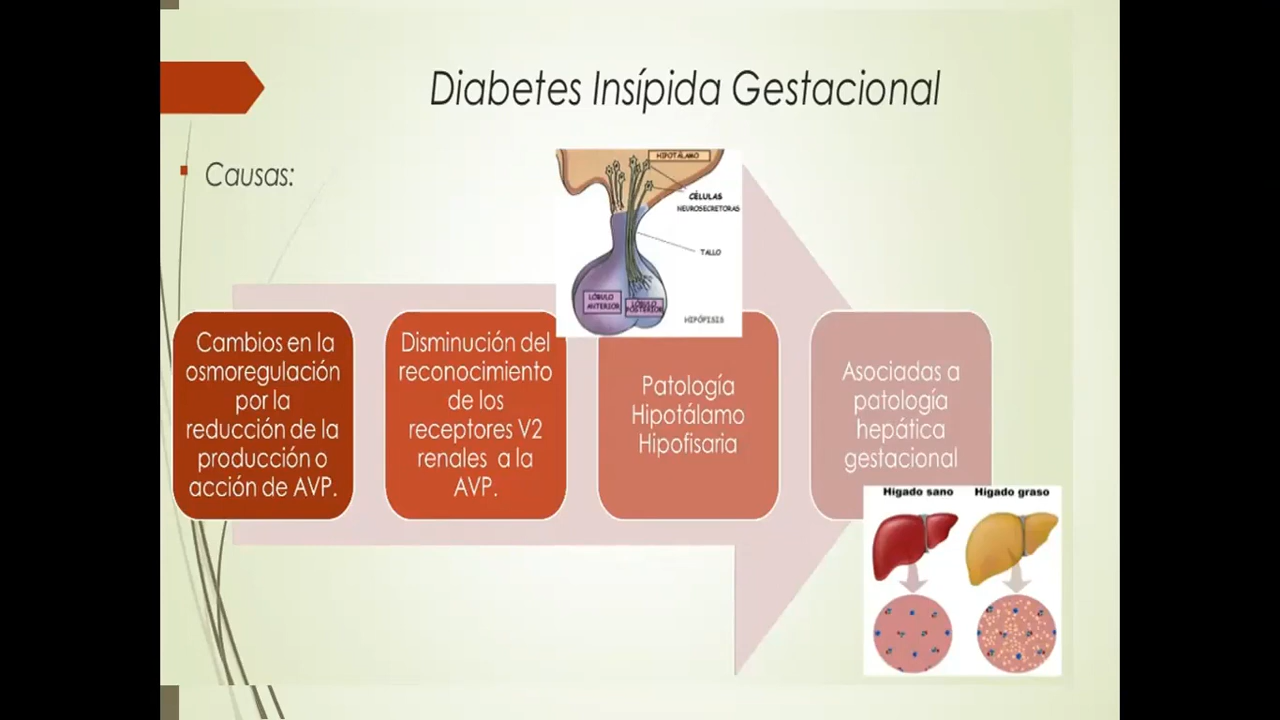 Diabetes Insípida Gestacional
Causas:
HIPOTÁLAMO
CÉLULAS
NEUROSECRETORAS
TALLO
LÓBULO
ANTERIOR
LÓBULO
POSTERIOR
HIPÓFISIS
Cambios en la
osmoregulación
por la
reducción de la
producción o
acción de AVP.
Disminución del
reconocimiento
de los
receptores V2
renales a la
AVP.
Patología
Hipotálamo
Hipofisaria
Asociadas a
patología
hepática
gestacional
Hígado sano
Hígado graso